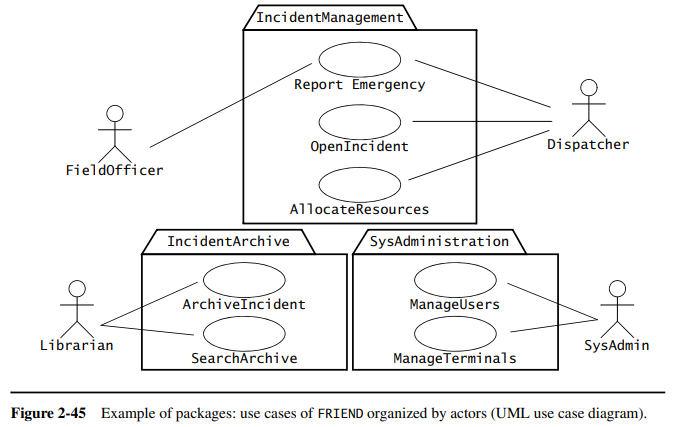 IncidentManagement
Report Emergency
FieldOfficer
OpenIncident
Dispatcher
AllocateResources
IncidentArchive
SysAdministration
ArchiveIncident
ManageUsers
Librarian
SearchArchive
ManageTerminals
SysAdmin
Figure 2-45 Example of packages: use cases of FRIEND organized by actors (UML use case diagram).